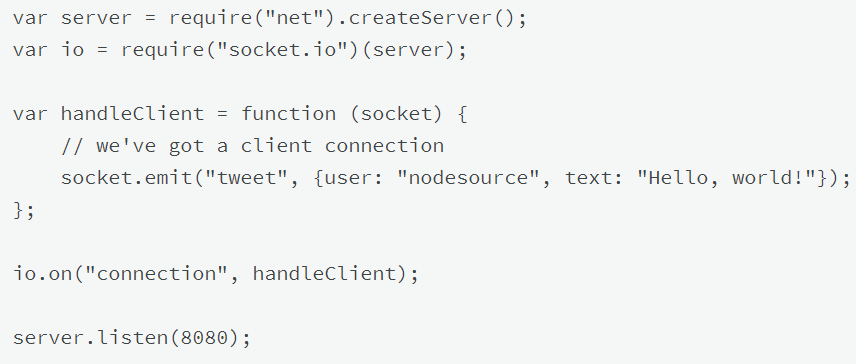 var server = require("net").createServer();
var io = require("socket.io")(server);

var handleClient = function (socket) {
    // we've got a client connection
    socket.emit("tweet", {user: "nodesource", text: "Hello, world!"});
};

io.on("connection", handleClient);

server.listen(8080);